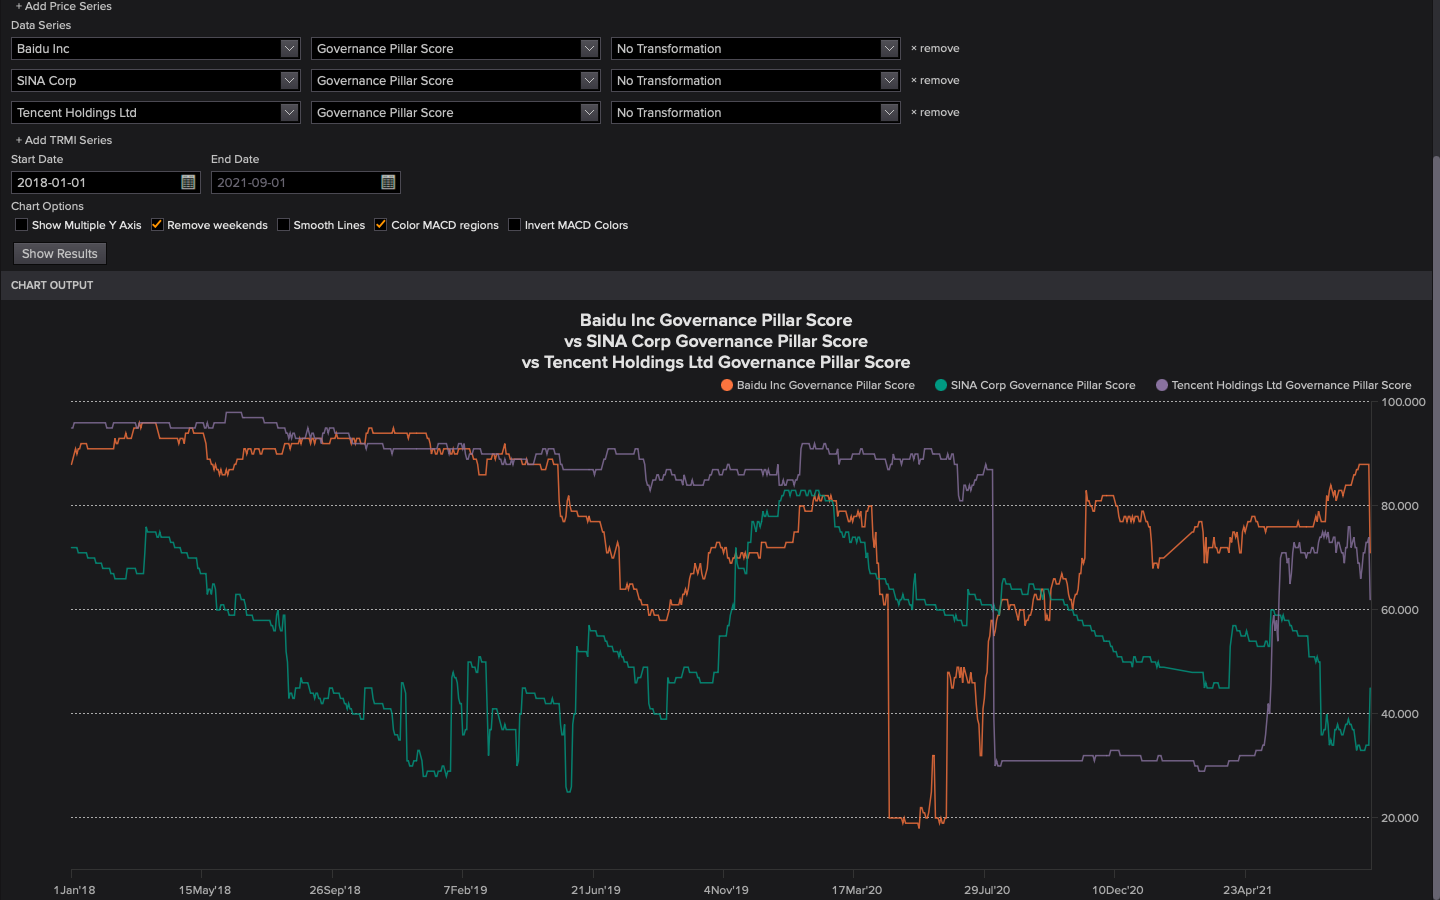 + Add Price Series
Data Series
Baidu Inc Governance Pillar Score No Transformation × remove
SINA Corp Governance Pillar Score No Transformation × remove
Tencent Holdings Ltd Governance Pillar Score No Transformation × remove
+ Add TRMI Series
Start Date End Date
2018-01-01 2021-09-01
Chart Options
Show Multiple Y Axis Remove weekends Smooth Lines Color MACD regions Invert MACD Colors
Show Results
CHART OUTPUT
Baidu Inc Governance Pillar Score
vs SINA Corp Governance Pillar Score
vs Tencent Holdings Ltd Governance Pillar Score
Baidu Inc Governance Pillar Score SINA Corp Governance Pillar Score Tencent Holdings Ltd Governance Pillar Score
100.000
80.000
60.000
40.000
20.000
1Jan'18 15May'18 26Sep'18 7Feb'19 21Jun'19 4Nov'19 17Mar'20 29Jul'20 10Dec'20 23Apr'21